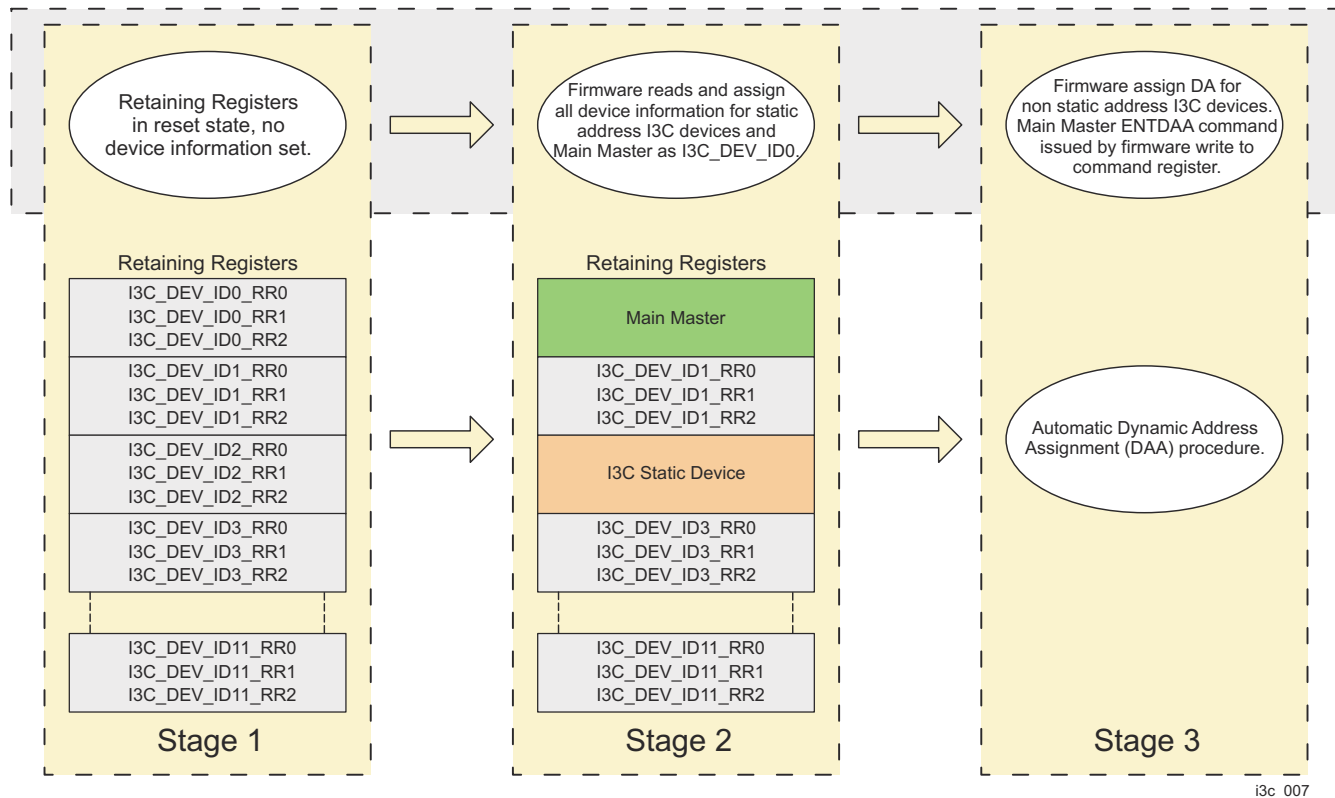 Retaining Registers
in reset state, no
device information set.
Firmware reads and assign
all device information for static
address I3C devices and
Main Master as I3C_DEV_ID0.
Firmware assign DA for
non static address I3C devices.
Main Master ENTDAA command
issued by firmware write to
command register.
Retaining Registers
I3C_DEV_ID0_RR0
I3C_DEV_ID0_RR1
I3C_DEV_ID0_RR2
I3C_DEV_ID1_RR0
I3C_DEV_ID1_RR1
I3C_DEV_ID1_RR2
I3C_DEV_ID2_RR0
I3C_DEV_ID2_RR1
I3C_DEV_ID2_RR2
I3C_DEV_ID3_RR0
I3C_DEV_ID3_RR1
I3C_DEV_ID3_RR2
I3C_DEV_ID11_RR0
I3C_DEV_ID11_RR1
I3C_DEV_ID11_RR2
Stage 1
Retaining Registers
Main Master
I3C_DEV_ID1_RR0
I3C_DEV_ID1_RR1
I3C_DEV_ID1_RR2
I3C Static Device
I3C_DEV_ID3_RR0
I3C_DEV_ID3_RR1
I3C_DEV_ID3_RR2
I3C_DEV_ID11_RR0
I3C_DEV_ID11_RR1
I3C_DEV_ID11_RR2
Stage 2
Automatic Dynamic Address
Assignment (DAA) procedure.
Stage 3
i3c_007